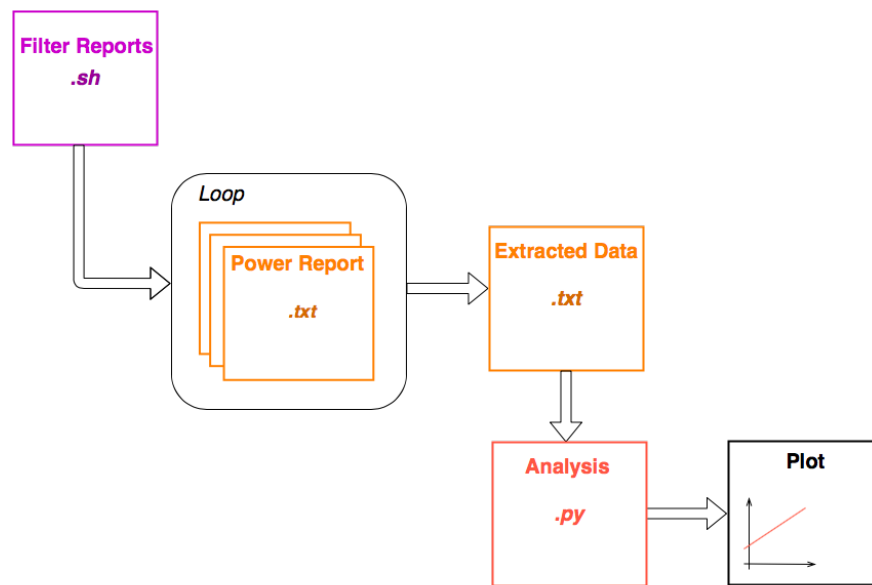 Filter Reports
.sh
Loop
Power Report
.txt
Extracted Data
.txt
Analysis
.py
Plot